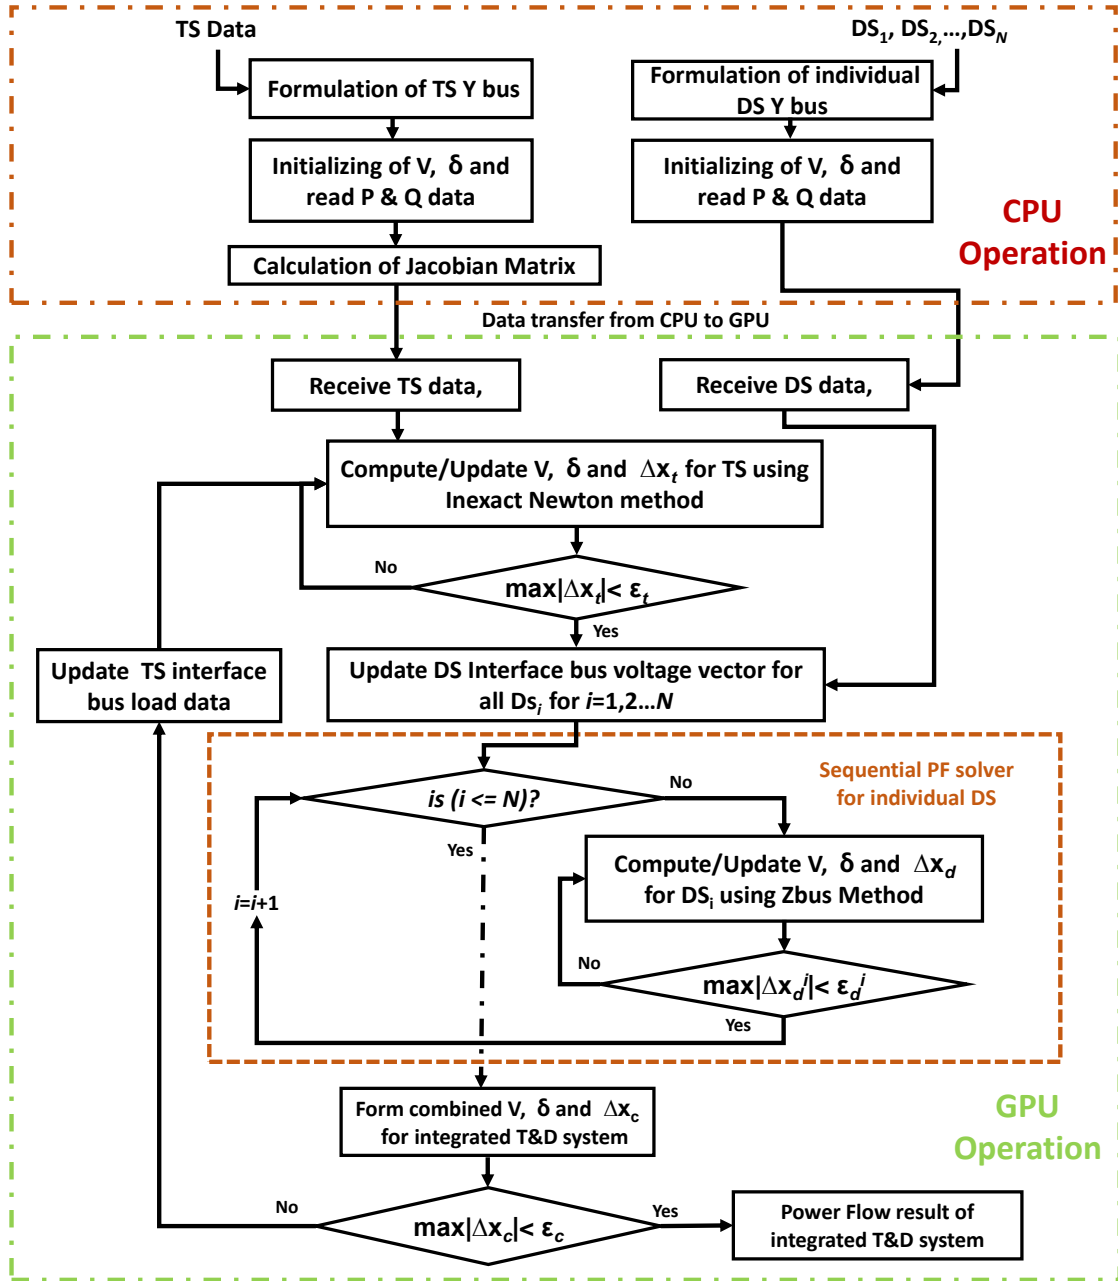 TS Data
DS1, DS2,...,DSN
Formulation of TS Y bus
Formulation of individual
DS Y bus
Initializing of V, δ and
read P & Q data
Initializing of V, δ and
read P & Q data
CPU
Operation
Calculation of Jacobian Matrix
Data transfer from CPU to GPU
Receive TS data,
Receive DS data,
Compute/Update V, δ and Δxt for TS using
Inexact Newton method
No
max|Δxt|< εt
Yes
Update TS interface
bus load data
Update DS Interface bus voltage vector for
all Dsi for i=1,2...N
Sequential PF solver
for individual DS
is (i <= N)?
No
Yes
Compute/Update V, δ and Δxd
for DSi using Zbus Method
i=i+1
No
max|Δxd^i|< εd^i
Yes
Form combined V, δ and Δxc
for integrated T&D system
GPU
Operation
No
max|Δxc|< εc
Yes
Power Flow result of
integrated T&D system